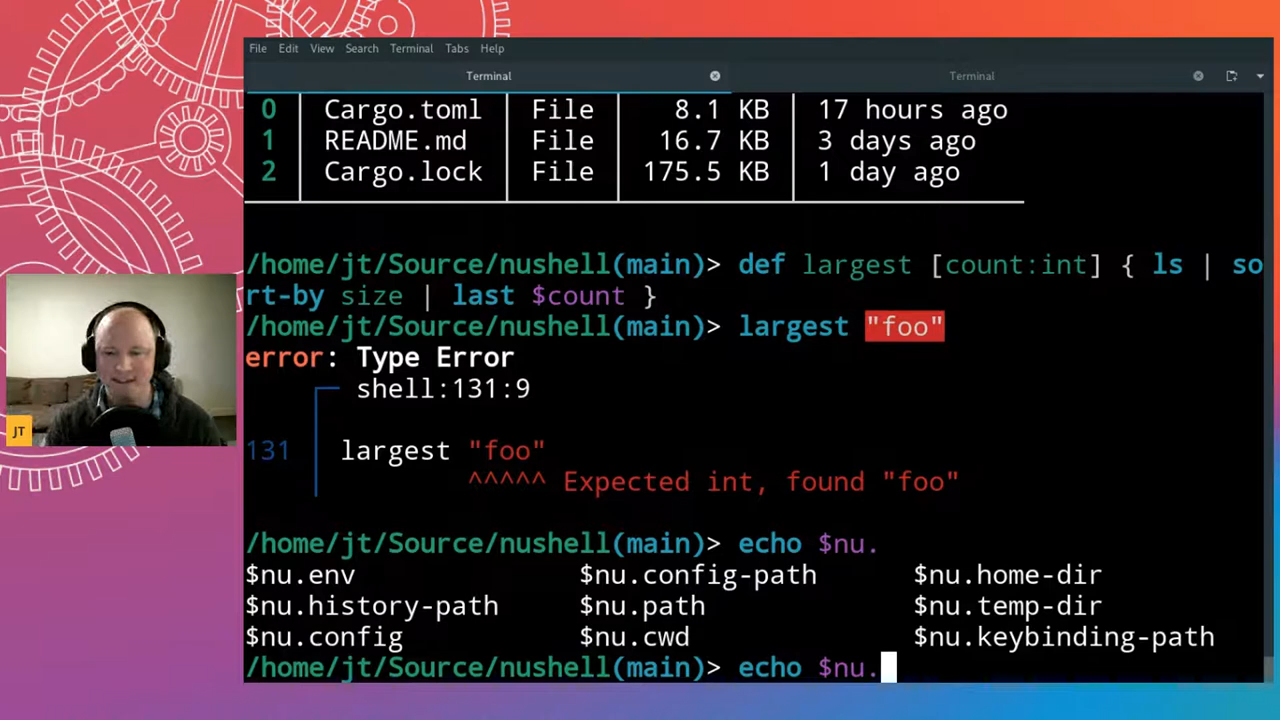 File Edit View Search Terminal Tabs Help
Terminal Terminal
0 Cargo.toml File 8.1 KB 17 hours ago
1 README.md File 16.7 KB 3 days ago
2 Cargo.lock File 175.5 KB 1 day ago
/home/jt/Source/nushell(main)> def largest [count:int] { ls | so
rt-by size | last $count }
/home/jt/Source/nushell(main)> largest "foo"
error: Type Error
shell:131:9
131 largest "foo"
^^^^^ Expected int, found "foo"
/home/jt/Source/nushell(main)> echo $nu.
$nu.env $nu.config-path $nu.home-dir
$nu.history-path $nu.path $nu.temp-dir
$nu.config $nu.cwd $nu.keybinding-path
/home/jt/Source/nushell(main)> echo $nu.
JT